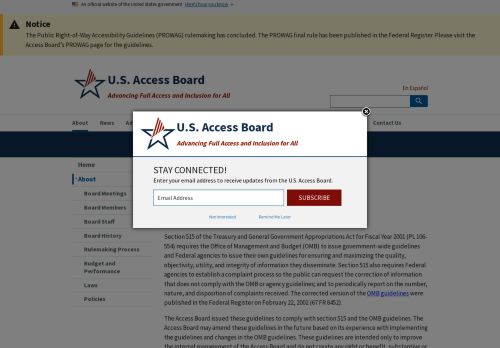 An official website of the United States government Here's how you know
Notice
The Public Right-of-Way Accessibility Guidelines (PROWAG) rulemaking has concluded. The PROWAG final rule has been published in the Federal Register. Please visit the
Access Board's PROWAG page for the guidelines.
U.S. Access Board
Advancing Full Access and Inclusion for All
En Español
About News
Contact Us
U.S. Access Board
Advancing Full Access and Inclusion for All
STAY CONNECTED!
Enter your email address to receive updates from the U.S. Access Board.
Email Address
SUBSCRIBE
Not Interested Remind Me Later
Home
About
Board Meetings
Board Members
Board Staff
Board History
Rulemaking Process
Budget and
Performance
Laws
Policies
Section 515 of the Treasury and General Government Appropriations Act for Fiscal Year 2001 (PL 106-
554) requires the Office of Management and Budget (OMB) to issue government-wide guidelines
and Federal agencies to issue their own guidelines for ensuring and maximizing the quality,
objectivity, utility, and integrity of information they disseminate. Section 515 also requires Federal
agencies to establish a complaint process so the public can request the correction of information
that does not comply with the OMB or agency guidelines; and to periodically report on the number,
nature, and disposition of complaints received. The corrected version of the OMB guidelines were
published in the Federal Register on February 22, 2002 (67 FR 8452).
The Access Board issued these guidelines to comply with section 515 and the OMB guidelines. The
Access Board may amend these guidelines in the future based on its experience with implementing
the guidelines and changes in the OMB guidelines. These guidelines are intended only to improve
the internal management of the Access Board and do not create any right or benefit, substantive or